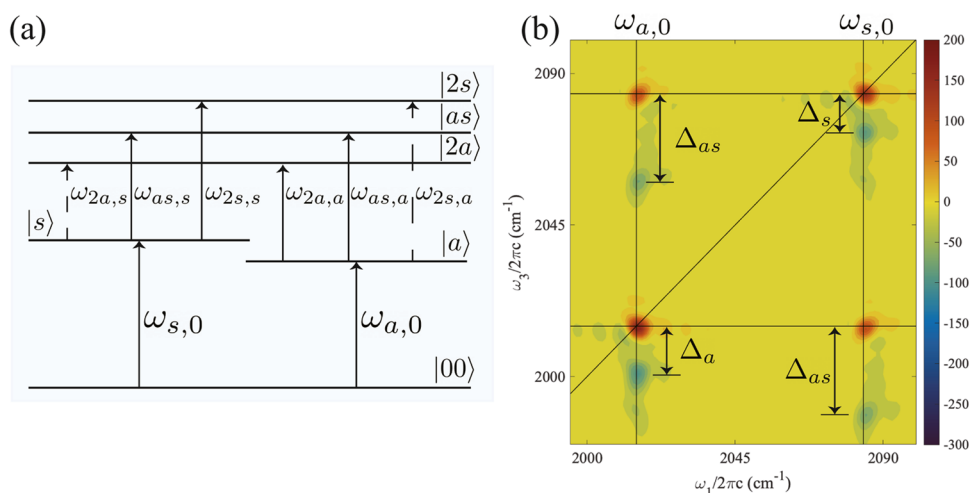 (a)
|2s⟩
|as⟩
|2a⟩
ω2a,s ωas,s ω2s,s ω2a,a ωas,a ω2s,a
|s⟩
|a⟩
ωs,0 ωa,0
|00⟩
(b)
ωa,0 ωs,0
2090
2045
2000
ω3/2πc (cm-1)
Δs
Δas
Δa
Δas
2000 2045 2090
ω1/2πc (cm-1)
200
150
100
50
0
-50
-100
-150
-200
-250
-300